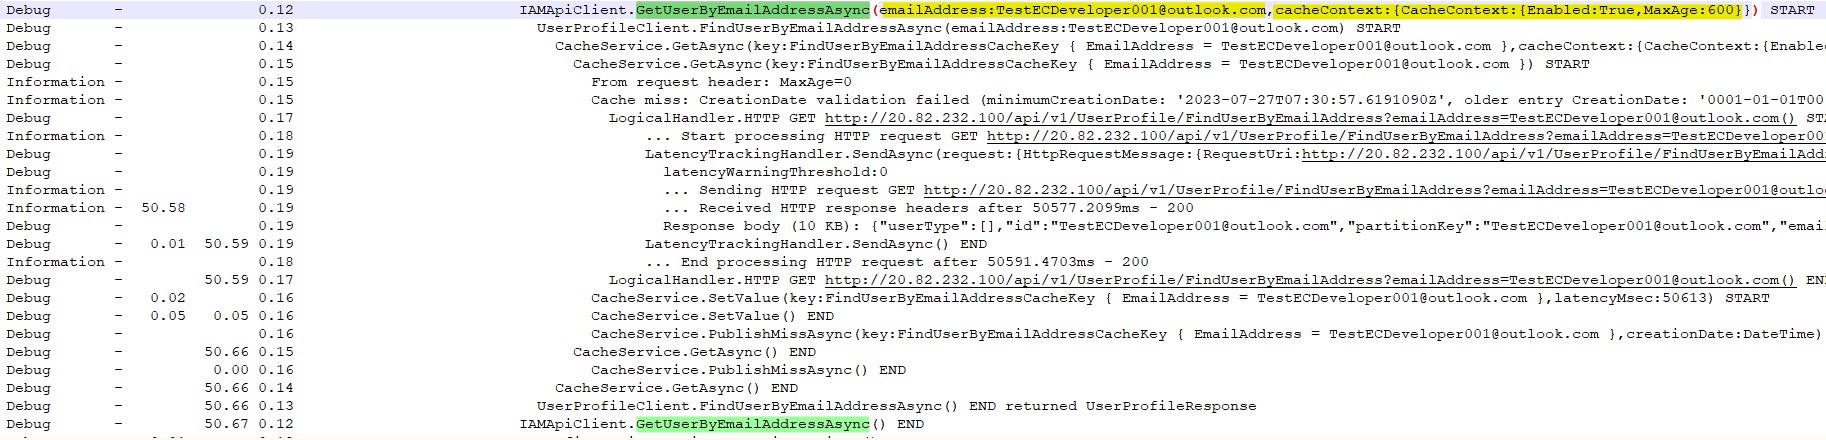 Debug - 0.12 IAMApiClient.GetUserByEmailAddressAsync(emailAddress:TestECDeveloper001@outlook.com,cacheContext:{CacheContext:{Enabled:True,MaxAge:600}}) START
Debug - 0.13 UserProfileClient.FindUserByEmailAddressAsync(emailAddress:TestECDeveloper001@outlook.com) START
Debug - 0.14 CacheService.GetAsync(key:FindUserByEmailAddressCacheKey { EmailAddress = TestECDeveloper001@outlook.com },cacheContext:{CacheContext:{Enable
Debug - 0.15 CacheService.GetAsync(key:FindUserByEmailAddressCacheKey { EmailAddress = TestECDeveloper001@outlook.com }) START
Information - 0.15 From request header: MaxAge=0
Information - 0.15 Cache miss: CreationDate validation failed (minimumCreationDate: '2023-07-27T07:30:57.6191090Z', older entry CreationDate: '0001-01-01T00
Debug - 0.17 LogicalHandler.HTTP GET http://20.82.232.100/api/v1/UserProfile/FindUserByEmailAddress?emailAddress=TestECDeveloper001@outlook.com() ST
Information - 0.18 ... Start processing HTTP request GET http://20.82.232.100/api/v1/UserProfile/FindUserByEmailAddress?emailAddress=TestECDeveloper00
Debug - 0.19 LatencyTrackingHandler.SendAsync(request:{HttpRequestMessage:{RequestUri:http://20.82.232.100/api/v1/UserProfile/FindUserByEmailAdd
Debug - 0.19 latencyWarningThreshold:0
Information - 0.19 ... Sending HTTP request GET http://20.82.232.100/api/v1/UserProfile/FindUserByEmailAddress?emailAddress=TestECDeveloper001@outlo
Information - 50.58 0.19 ... Received HTTP response headers after 50577.2099ms - 200
Debug - 0.19 Response body (10 KB): {"userType":[],"id":"TestECDeveloper001@outlook.com","partitionKey":"TestECDeveloper001@outlook.com","emai
Debug - 0.01 50.59 0.19 LatencyTrackingHandler.SendAsync() END
Information - 0.18 ... End processing HTTP request after 50591.4703ms - 200
Debug - 50.59 0.17 LogicalHandler.HTTP GET http://20.82.232.100/api/v1/UserProfile/FindUserByEmailAddress?emailAddress=TestECDeveloper001@outlook.com() EN
Debug - 0.02 0.16 CacheService.SetValue(key:FindUserByEmailAddressCacheKey { EmailAddress = TestECDeveloper001@outlook.com },latencyMsec:50613) START
Debug - 0.05 0.05 0.16 CacheService.SetValue() END
Debug - 0.16 CacheService.PublishMissAsync(key:FindUserByEmailAddressCacheKey { EmailAddress = TestECDeveloper001@outlook.com },creationDate:DateTime)
Debug - 50.66 0.15 CacheService.GetAsync() END
Debug - 0.00 0.16 CacheService.PublishMissAsync() END
Debug - 50.66 0.14 CacheService.GetAsync() END
Debug - 50.66 0.13 UserProfileClient.FindUserByEmailAddressAsync() END returned UserProfileResponse
Debug - 50.67 0.12 IAMApiClient.GetUserByEmailAddressAsync() END